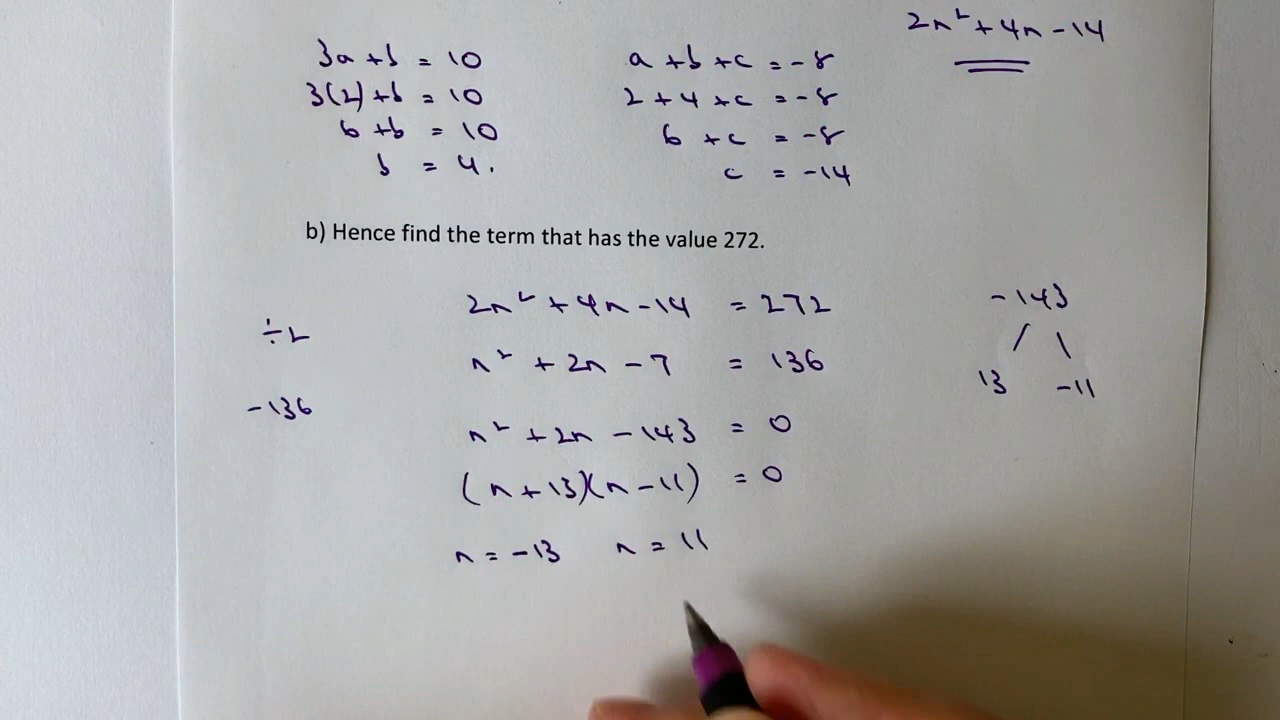 2n² + 4n - 14
3a + b = 10
3(2) + b = 10
6 + b = 10
b = 4.
a + b + c = -8
2 + 4 + c = -8
6 + c = -8
c = -14
b) Hence find the term that has the value 272.
2n² + 4n - 14 = 272
÷2
n² + 2n - 7 = 136
-136
n² + 2n - 143 = 0
(n + 13)(n - 11) = 0
n = -13 n = 11
-143
13 -11